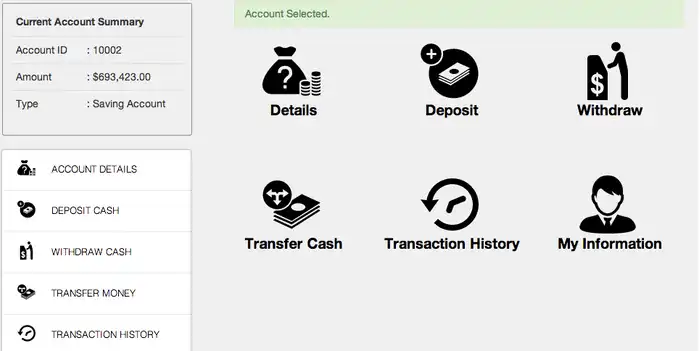 Current Account Summary
Account ID : 10002
Amount : $693,423.00
Type : Saving Account
ACCOUNT DETAILS
DEPOSIT CASH
WITHDRAW CASH
TRANSFER MONEY
TRANSACTION HISTORY
Account Selected.
?
Details
+
Deposit
$
Withdraw
Transfer Cash
Transaction History
My Information